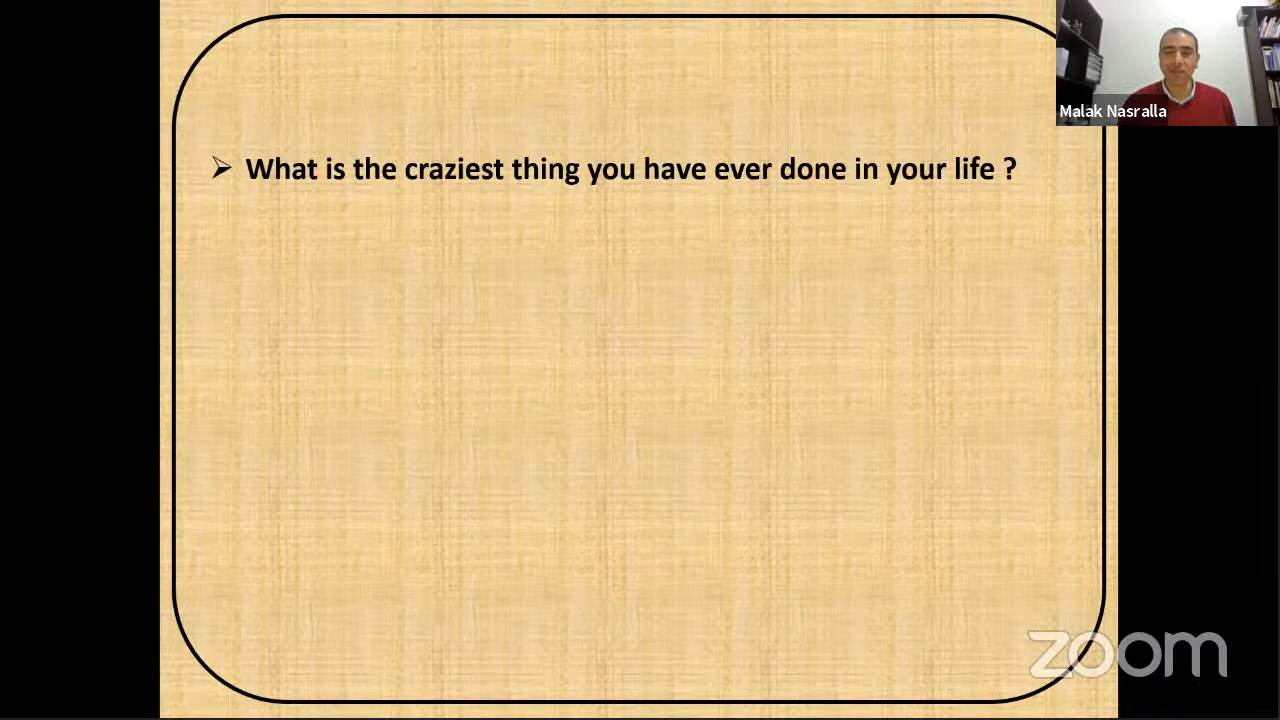 Malak Nasralla
➢ What is the craziest thing you have ever done in your life ?
zoom